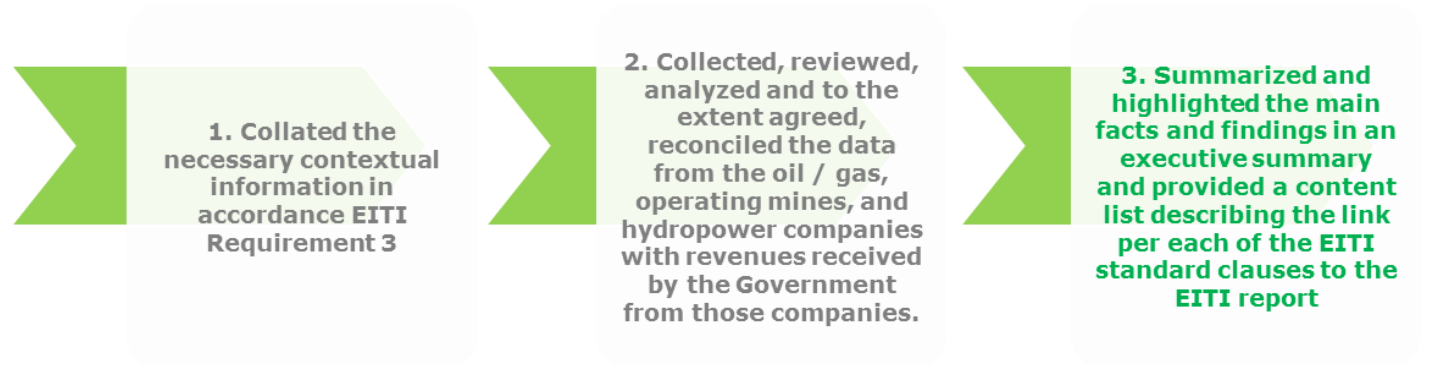 1. Collated the
necessary contextual
information in
accordance EITI
Requirement 3
2. Collected, reviewed,
analyzed and to the
extent agreed,
reconciled the data
from the oil / gas,
operating mines, and
hydropower companies
with revenues received
by the Government
from those companies.
3. Summarized and
highlighted the main
facts and findings in an
executive summary
and provided a content
list describing the link
per each of the EITI
standard clauses to the
EITI report